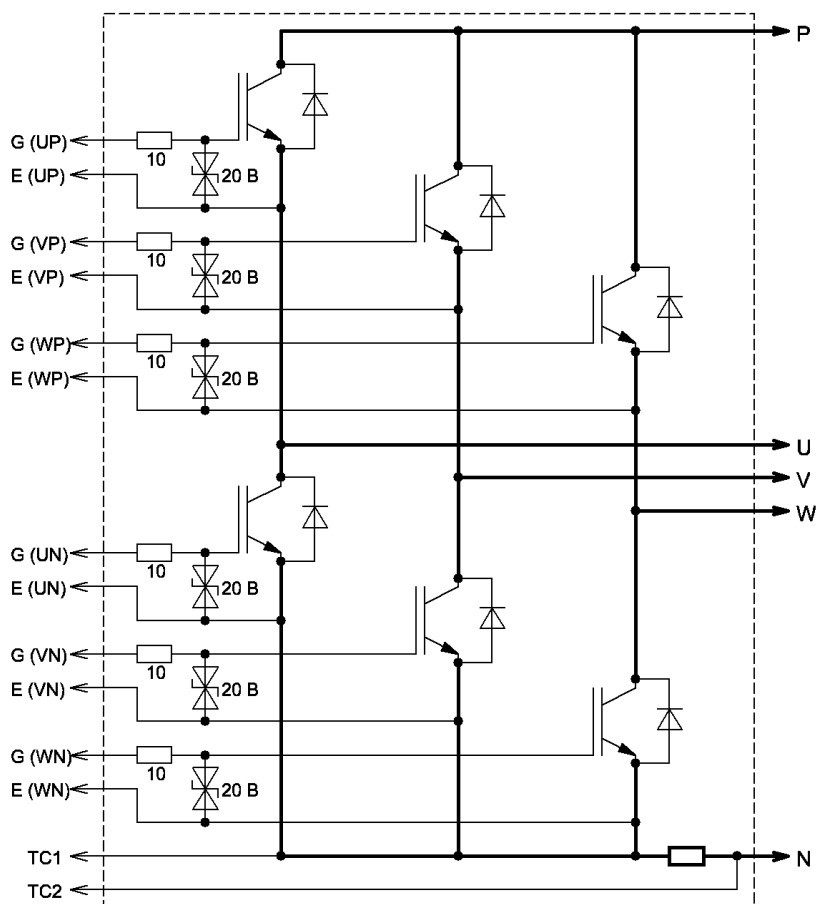 P
G (UP)
10
E (UP)
20 В
G (VP)
10
E (VP)
20 В
G (WP)
10
E (WP)
20 В
U
V
W
G (UN)
10
E (UN)
20 В
G (VN)
10
E (VN)
20 В
G (WN)
10
E (WN)
20 В
TC1
N
TC2